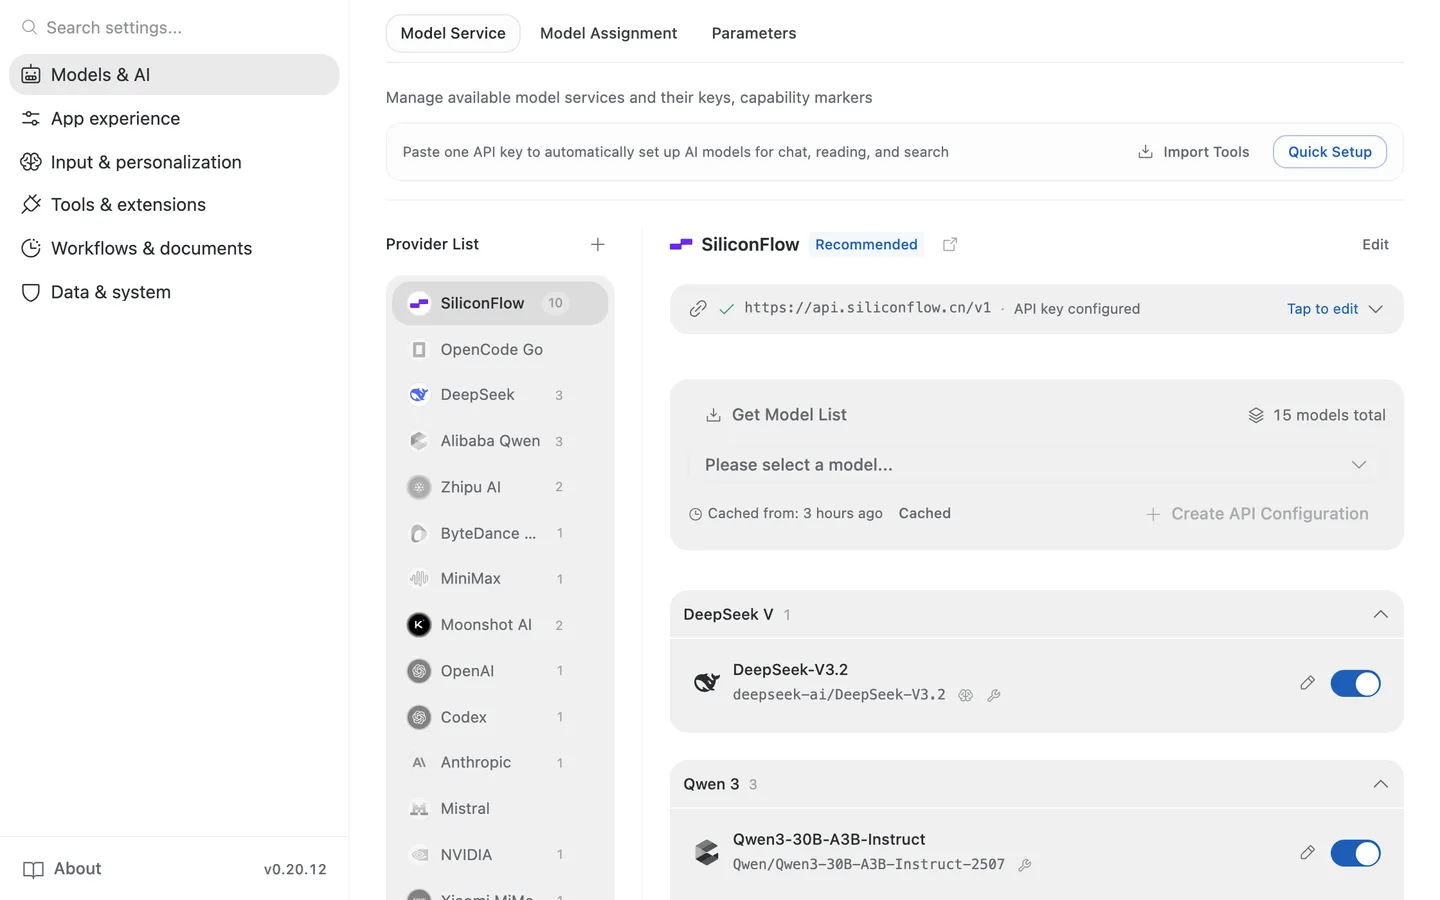 Search settings...
Models & AI
App experience
Input & personalization
Tools & extensions
Workflows & documents
Data & system
About
v0.20.12
Model Service
Model Assignment
Parameters
Manage available model services and their keys, capability markers
Paste one API key to automatically set up AI models for chat, reading, and search
Import Tools
Quick Setup
Provider List
SiliconFlow 10
OpenCode Go
DeepSeek 3
Alibaba Qwen 3
Zhipu AI 2
ByteDance ... 1
MiniMax 1
Moonshot AI 2
OpenAI 1
Codex 1
Anthropic 1
Mistral
NVIDIA 1
SiliconFlow
Recommended
Edit
https://api.siliconflow.cn/v1 · API key configured
Tap to edit
Get Model List
15 models total
Please select a model...
Cached from: 3 hours ago
Cached
Create API Configuration
DeepSeek V 1
DeepSeek-V3.2
deepseek-ai/DeepSeek-V3.2
Qwen 3 3
Qwen3-30B-A3B-Instruct
Qwen/Qwen3-30B-A3B-Instruct-2507